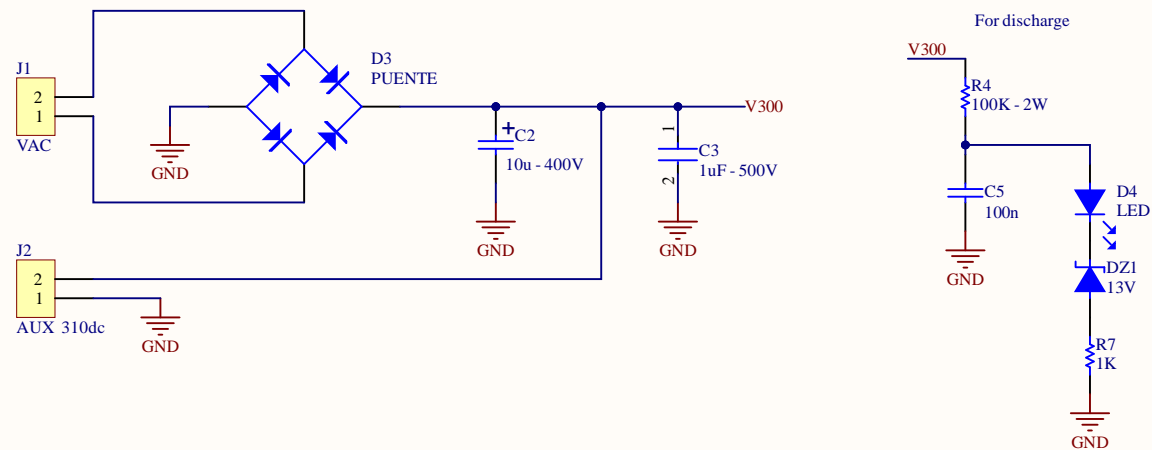 For discharge
J1
2
1
VAC
D3
PUENTE
GND
V300
C2
10u - 400V
GND
1
C3
1uF - 500V
2
GND
J2
2
1
AUX 310dc
GND
V300
R4
100K - 2W
C5
100n
GND
D4
LED
DZ1
13V
R7
1K
GND